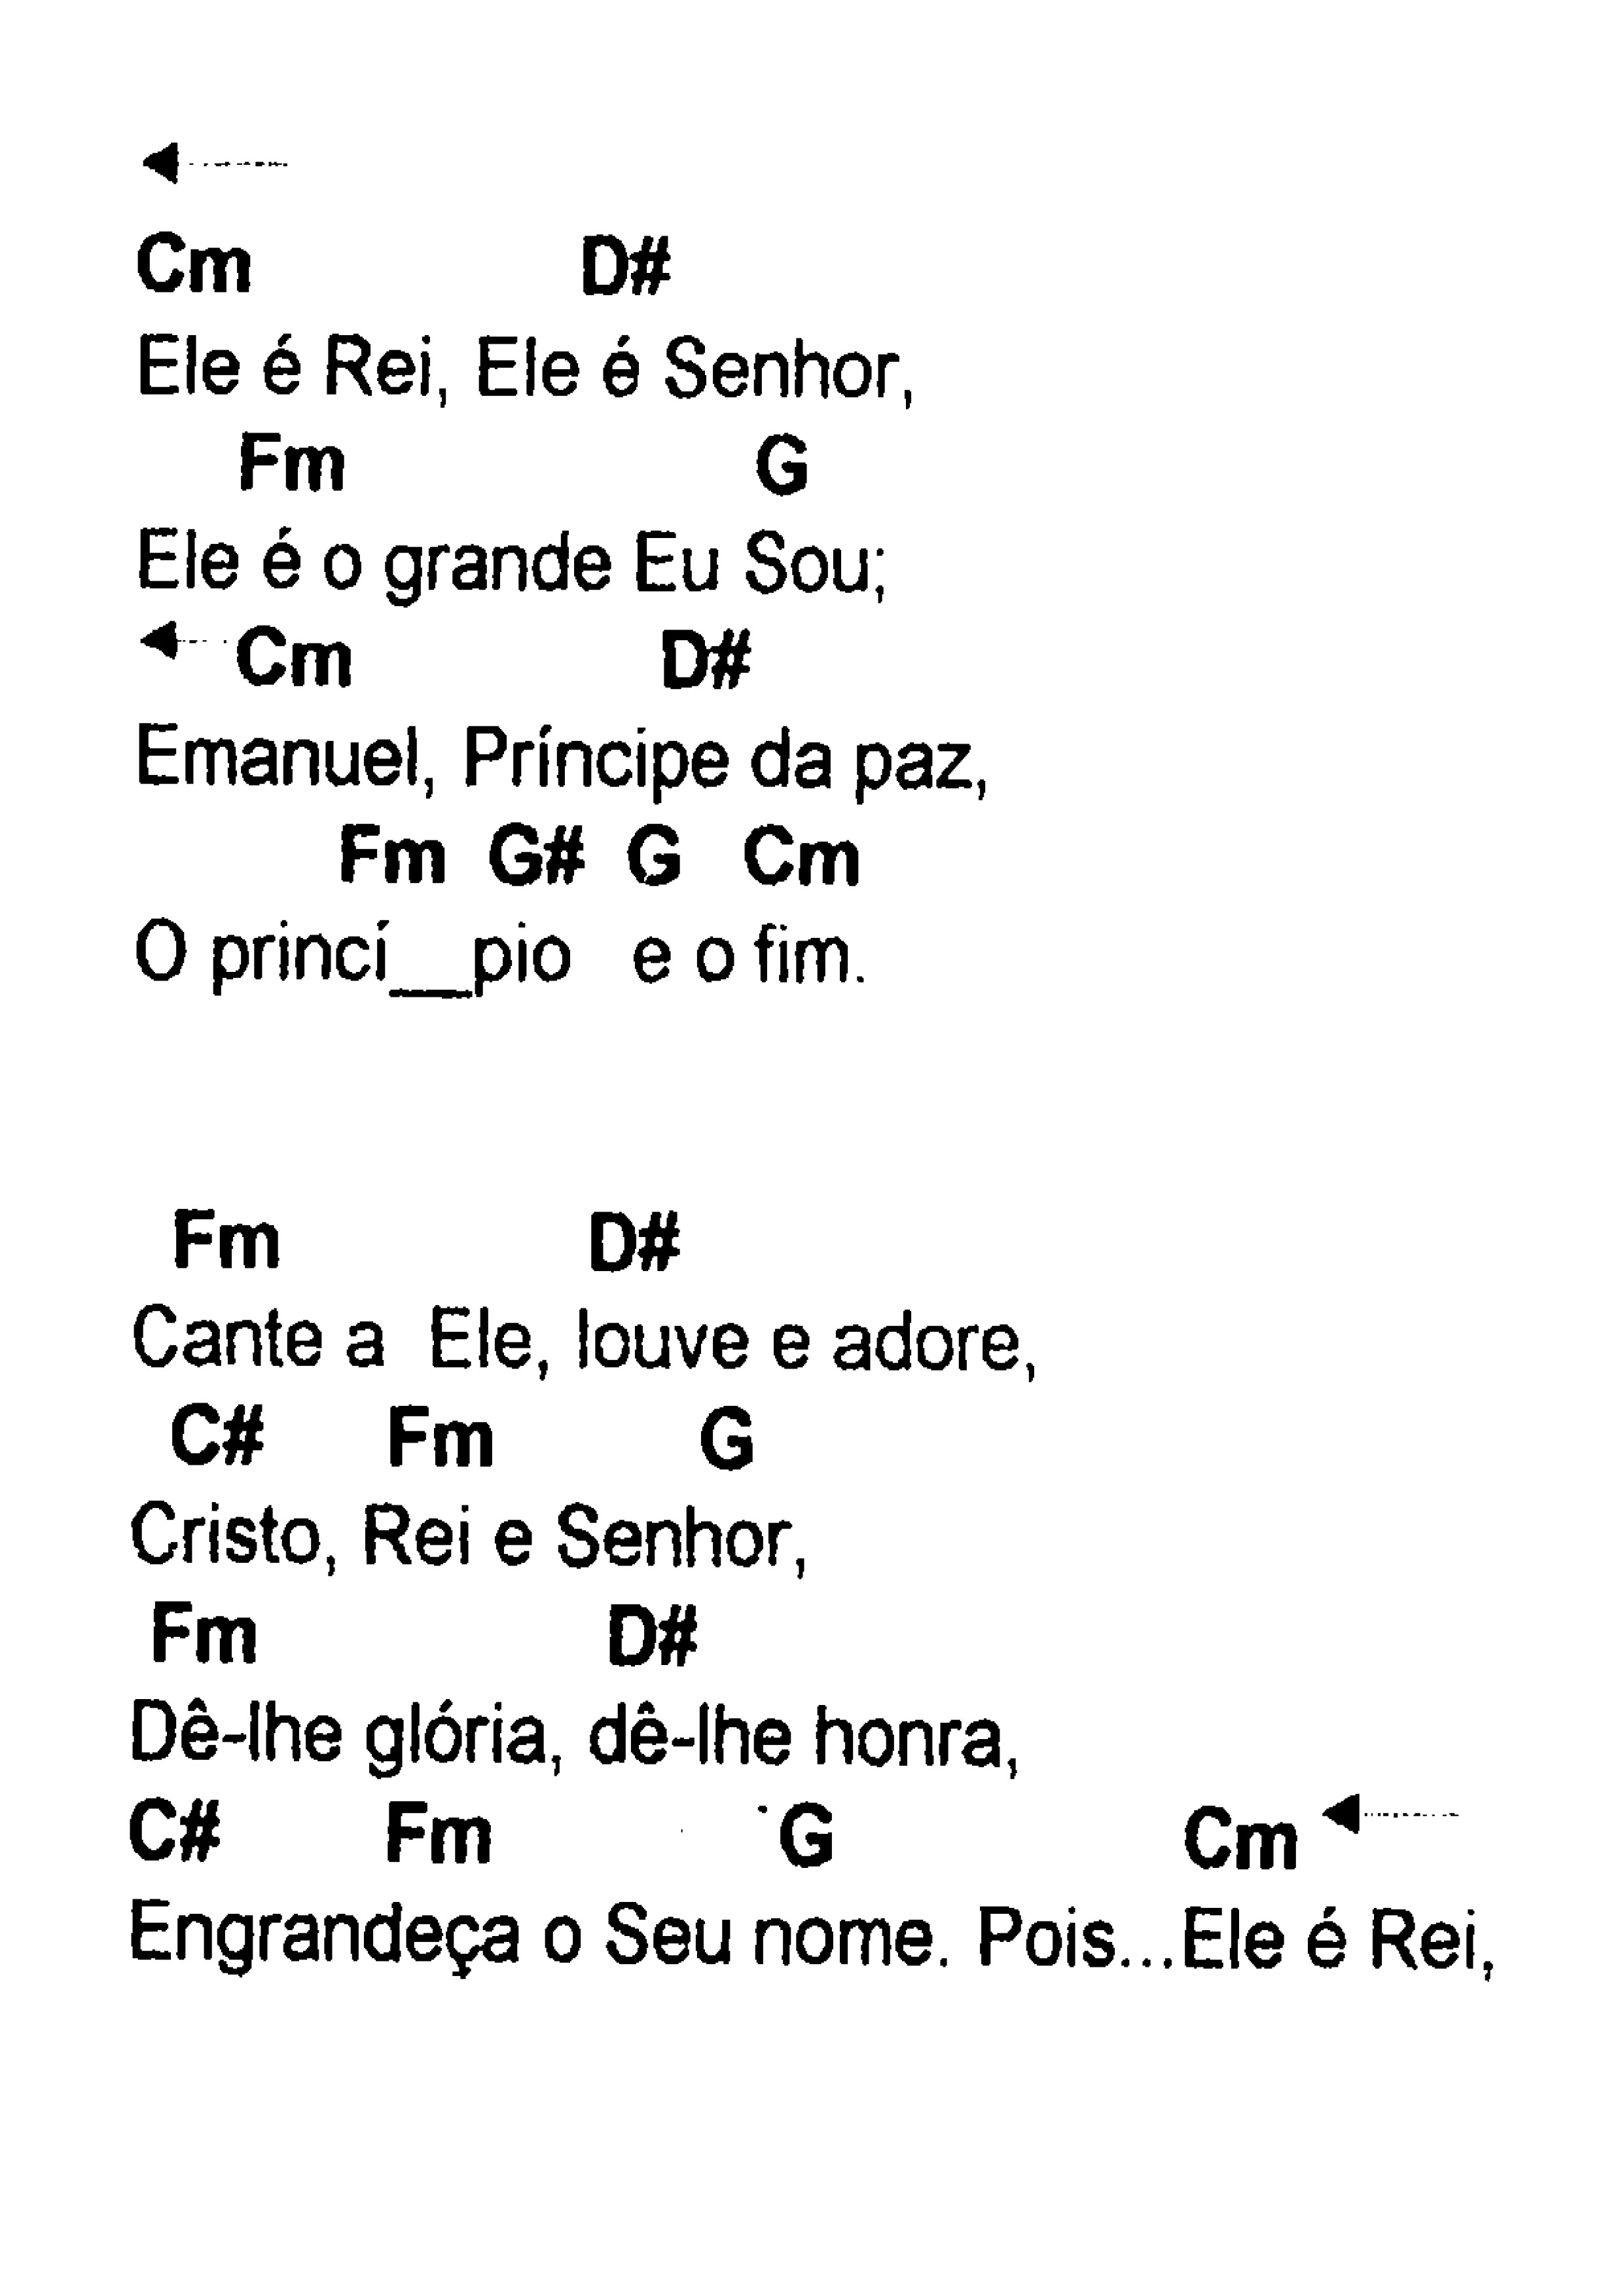 Cm D#
Ele é Rei, Ele é Senhor,
Fm G
Ele é o grande Eu Sou;
Cm D#
Emanuel, Príncipe da paz,
Fm G# G Cm
O princí__pio e o fim.
Fm D#
Cante a Ele, louve e adore,
C# Fm G
Cristo, Rei e Senhor,
Fm D#
Dê-lhe glória, dê-lhe honra,
C# Fm G Cm
Engrandeça o Seu nome. Pois...Ele é Rei,